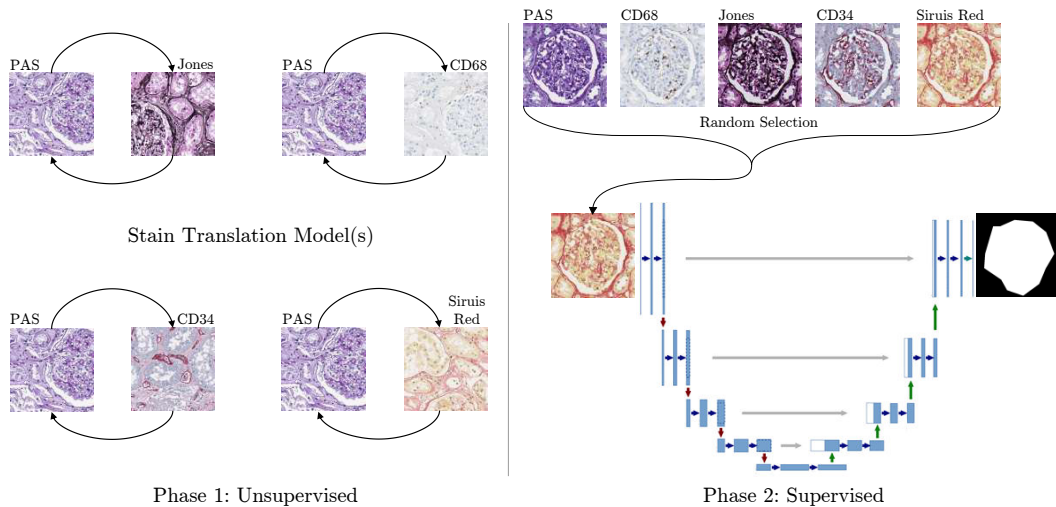 PAS
Jones
PAS
CD68
Stain Translation Model(s)
PAS
CD34
PAS
Siruis
Red
Phase 1: Unsupervised
PAS
CD68
Jones
CD34
Siruis Red
Random Selection
Phase 2: Supervised